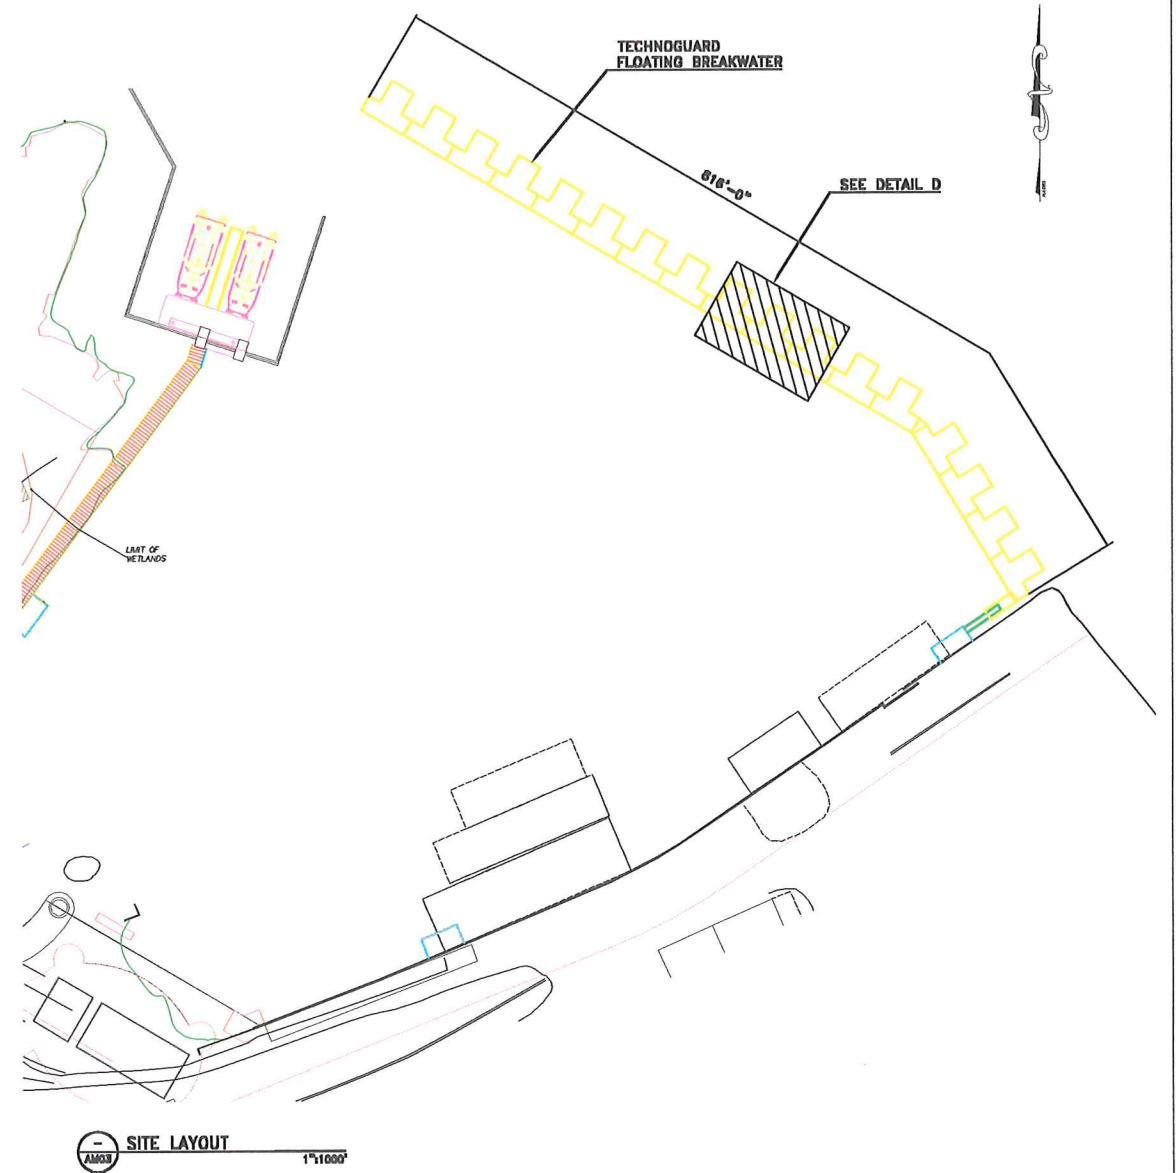 TECHNOGUARD
FLOATING BREAKWATER
816'-0"
SEE DETAIL D
LIMIT OF
WETLANDS
-
AM03
SITE LAYOUT
1":1000'